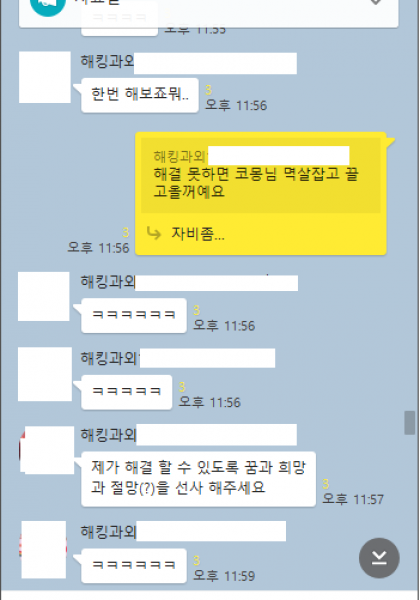 오후 11:55
해킹과외
한번 해보죠뭐..
3
오후 11:56
해킹과외
해결 못하면 코몽님 멱살잡고 끌
고올꺼예요
자비좀...
3
오후 11:56
해킹과외
ㅋㅋㅋㅋㅋㅋ
3
오후 11:56
해킹과외
ㅋㅋㅋㅋㅋ
3
오후 11:56
해킹과외
제가 해결 할 수 있도록 꿈과 희망
과 절망(?)을 선사 해주세요
3
오후 11:57
해킹과외
ㅋㅋㅋㅋㅋㅋ
3
오후 11:59